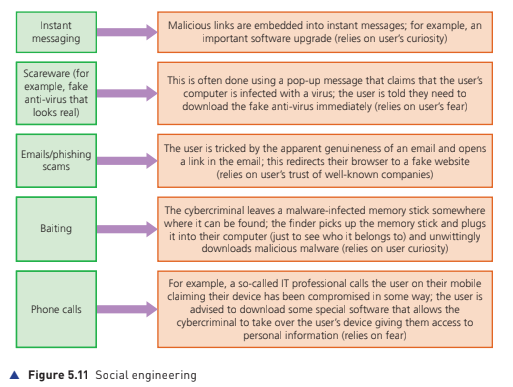 Instant
messaging
Malicious links are embedded into instant messages; for example, an
important software upgrade (relies on user's curiosity)
Scareware (for
example, fake
anti-virus that
looks real)
This is often done using a pop-up message that claims that the user's
computer is infected with a virus; the user is told they need to
download the fake anti-virus immediately (relies on user's fear)
Emails/phishing
scams
The user is tricked by the apparent genuineness of an email and opens
a link in the email; this redirects their browser to a fake website
(relies on user's trust of well-known companies)
Baiting
The cybercriminal leaves a malware-infected memory stick somewhere
where it can be found; the finder picks up the memory stick and plugs
it into their computer (just to see who it belongs to) and unwittingly
downloads malicious malware (relies on user curiosity)
Phone calls
For example, a so-called IT professional calls the user on their mobile
claiming their device has been compromised in some way; the user is
advised to download some special software that allows the
cybercriminal to take over the user's device giving them access to
personal information (relies on fear)
▲ Figure 5.11 Social engineering